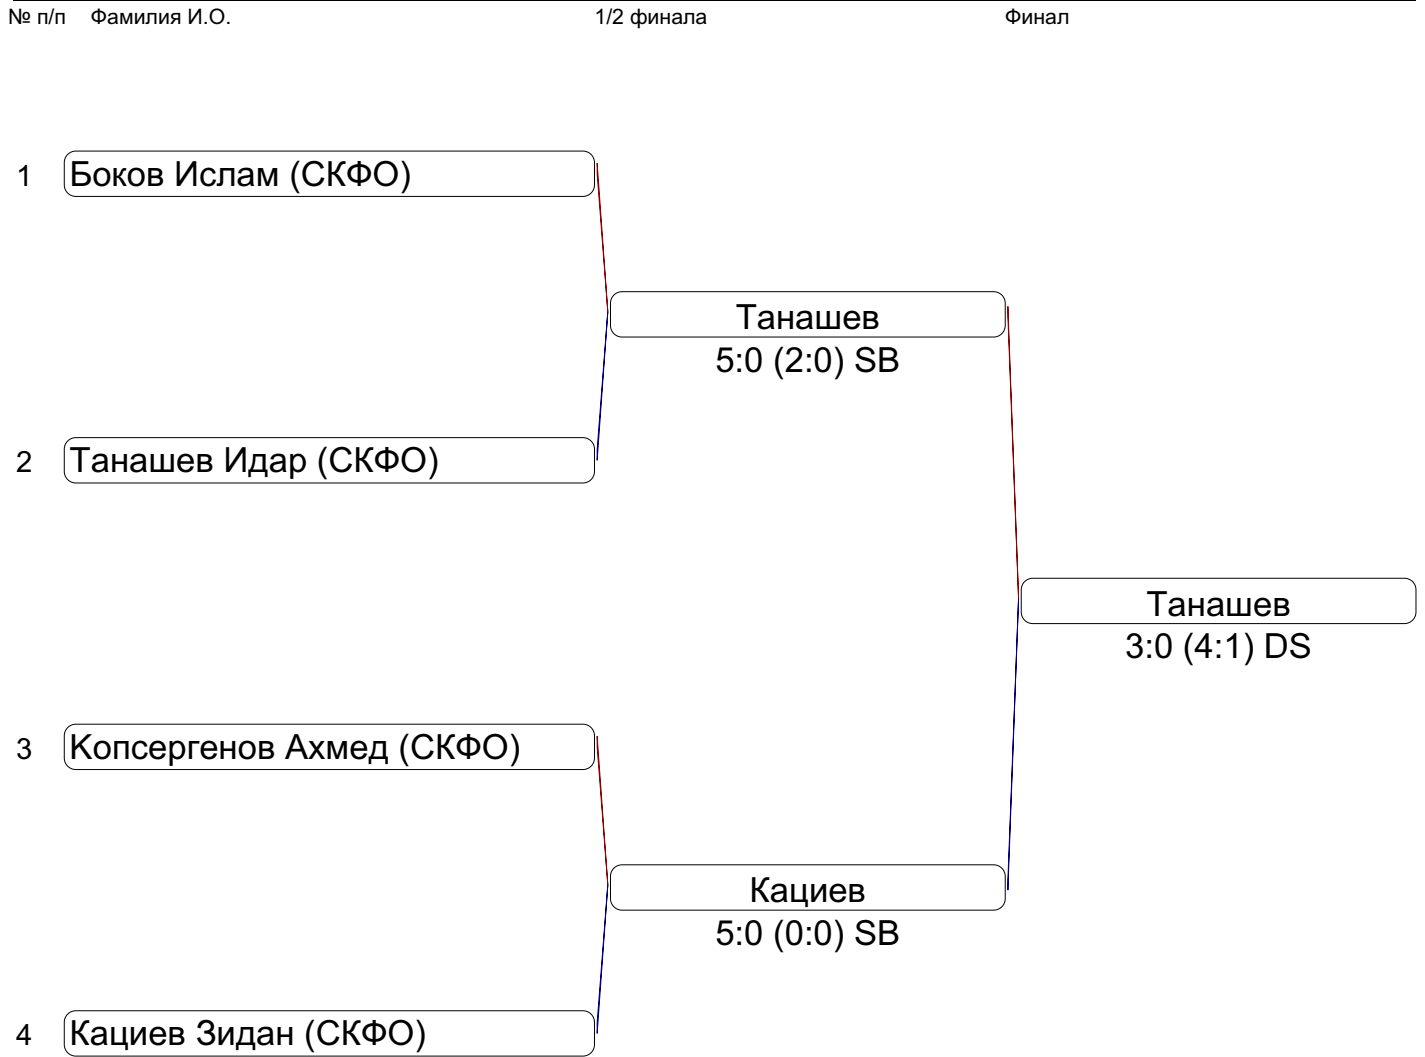 № п/п Фамилия И.О. 1/2 финала Финал
1 Боков Ислам (СКФО)
Танашев
5:0 (2:0) SB
2 Танашев Идар (СКФО)
Танашев
3:0 (4:1) DS
3 Копсергенов Ахмед (СКФО)
Кациев
5:0 (0:0) SB
4 Кациев Зидан (СКФО)